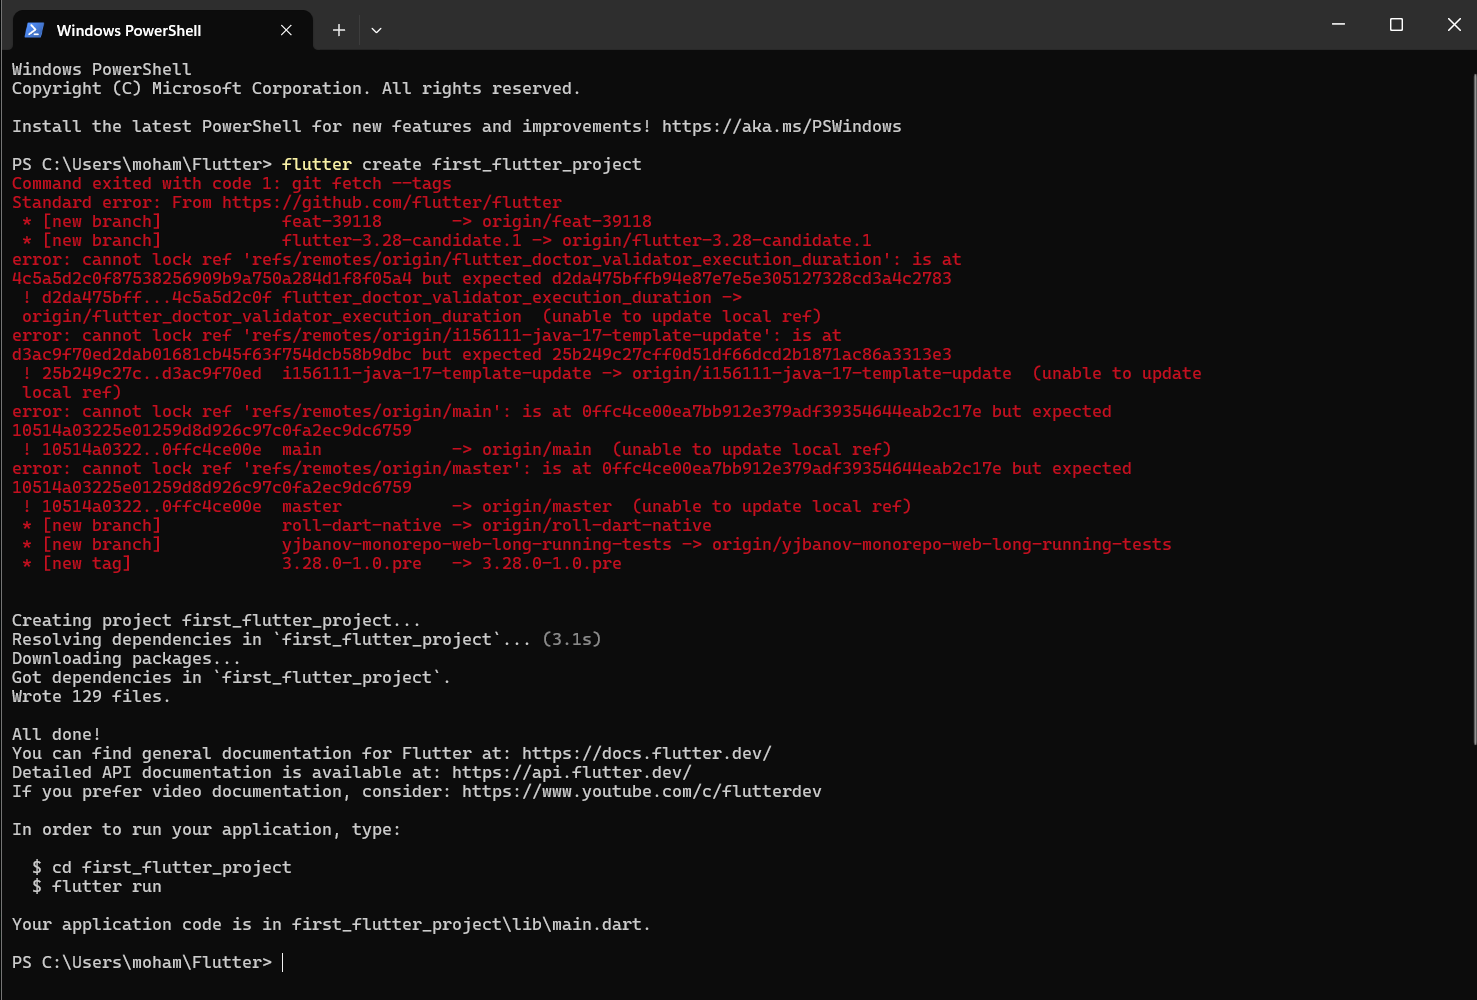 Windows PowerShell
Windows PowerShell
Copyright (C) Microsoft Corporation. All rights reserved.
Install the latest PowerShell for new features and improvements! https://aka.ms/PSWindows
PS C:\Users\moham\Flutter> flutter create first_flutter_project
Command exited with code 1: git fetch --tags
Standard error: From https://github.com/flutter/flutter
 * [new branch]            feat-39118       -> origin/feat-39118
 * [new branch]            flutter-3.28-candidate.1 -> origin/flutter-3.28-candidate.1
error: cannot lock ref 'refs/remotes/origin/flutter_doctor_validator_execution_duration': is at
4c5a5d2c0f87538256909b9a750a284d1f8f05a4 but expected d2da475bffb94e87e7e5e305127328cd3a4c2783
 ! d2da475bff...4c5a5d2c0f flutter_doctor_validator_execution_duration ->
 origin/flutter_doctor_validator_execution_duration  (unable to update local ref)
error: cannot lock ref 'refs/remotes/origin/i156111-java-17-template-update': is at
d3ac9f70ed2dab01681cb45f63f754dcb58b9dbc but expected 25b249c27cff0d51df66dcd2b1871ac86a3313e3
 ! 25b249c27c..d3ac9f70ed  i156111-java-17-template-update -> origin/i156111-java-17-template-update  (unable to update
 local ref)
error: cannot lock ref 'refs/remotes/origin/main': is at 0ffc4ce00ea7bb912e379adf39354644eab2c17e but expected
10514a03225e01259d8d926c97c0fa2ec9dc6759
 ! 10514a0322..0ffc4ce00e  main             -> origin/main  (unable to update local ref)
error: cannot lock ref 'refs/remotes/origin/master': is at 0ffc4ce00ea7bb912e379adf39354644eab2c17e but expected
10514a03225e01259d8d926c97c0fa2ec9dc6759
 ! 10514a0322..0ffc4ce00e  master           -> origin/master  (unable to update local ref)
 * [new branch]            roll-dart-native -> origin/roll-dart-native
 * [new branch]            yjbanov-monorepo-web-long-running-tests -> origin/yjbanov-monorepo-web-long-running-tests
 * [new tag]               3.28.0-1.0.pre   -> 3.28.0-1.0.pre
Creating project first_flutter_project...
Resolving dependencies in `first_flutter_project`... (3.1s)
Downloading packages...
Got dependencies in `first_flutter_project`.
Wrote 129 files.
All done!
You can find general documentation for Flutter at: https://docs.flutter.dev/
Detailed API documentation is available at: https://api.flutter.dev/
If you prefer video documentation, consider: https://www.youtube.com/c/flutterdev
In order to run your application, type:
  $ cd first_flutter_project
  $ flutter run
Your application code is in first_flutter_project\lib\main.dart.
PS C:\Users\moham\Flutter>